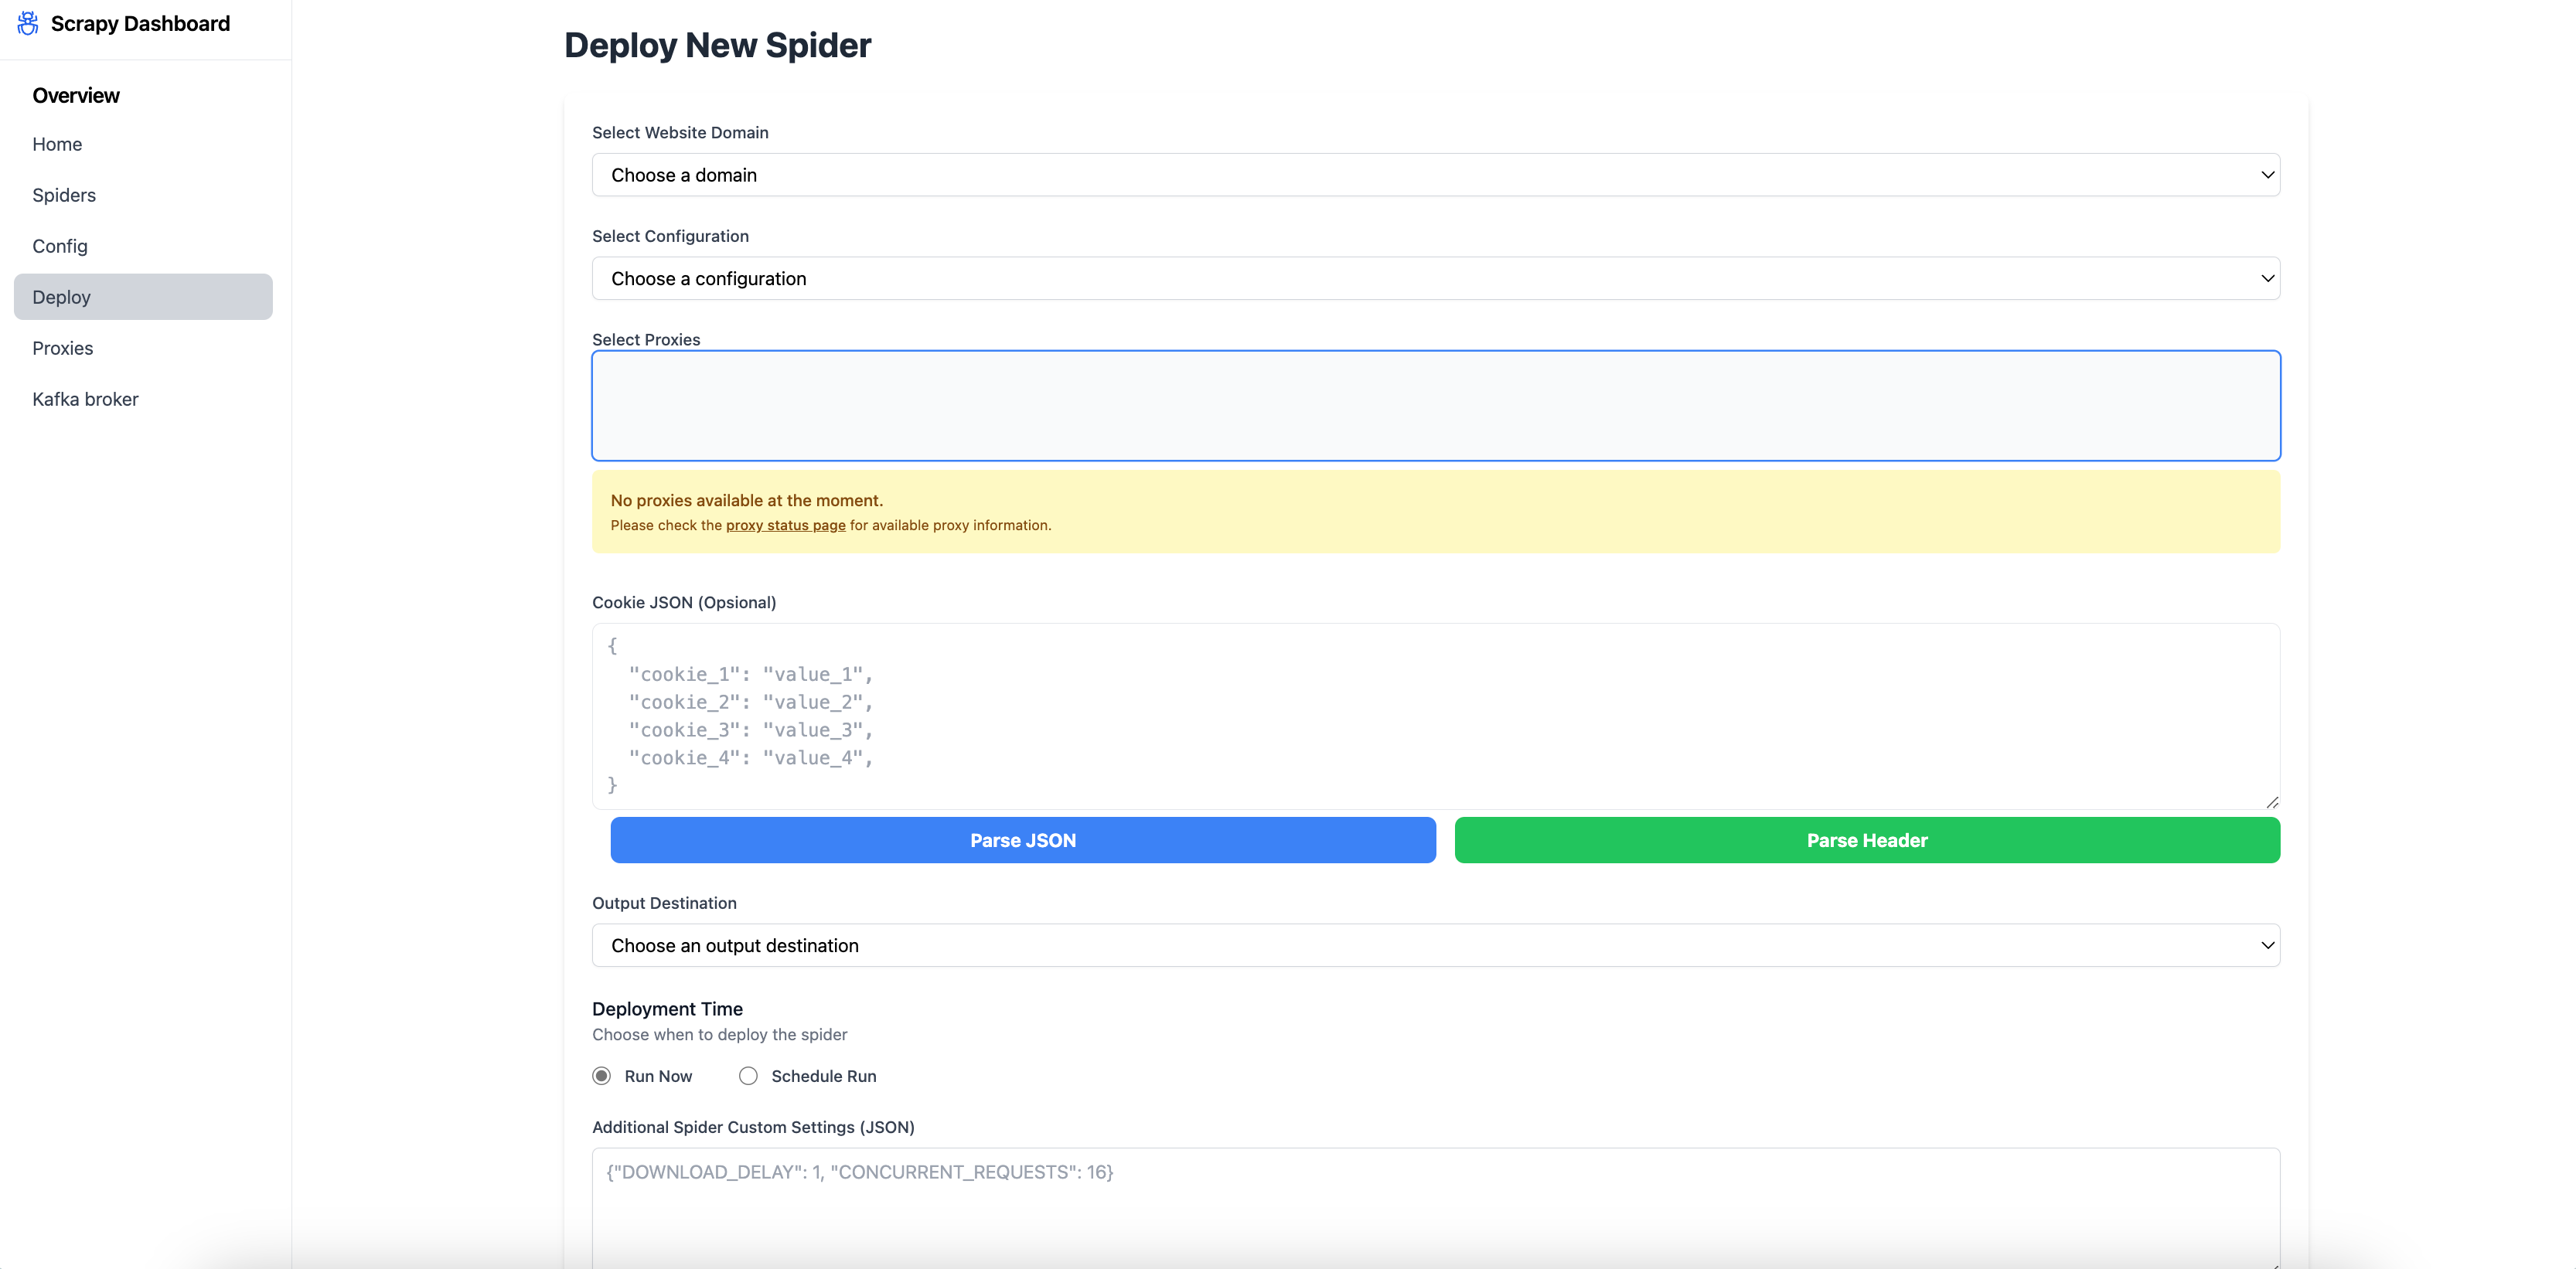 Scrapy Dashboard
Overview
Home
Spiders
Config
Deploy
Proxies
Kafka broker
Deploy New Spider
Select Website Domain
Choose a domain
Select Configuration
Choose a configuration
Select Proxies
No proxies available at the moment.
Please check the proxy status page for available proxy information.
Cookie JSON (Opsional)
{
  "cookie_1": "value_1",
  "cookie_2": "value_2",
  "cookie_3": "value_3",
  "cookie_4": "value_4",
}
Parse JSON
Parse Header
Output Destination
Choose an output destination
Deployment Time
Choose when to deploy the spider
Run Now
Schedule Run
Additional Spider Custom Settings (JSON)
{"DOWNLOAD_DELAY": 1, "CONCURRENT_REQUESTS": 16}